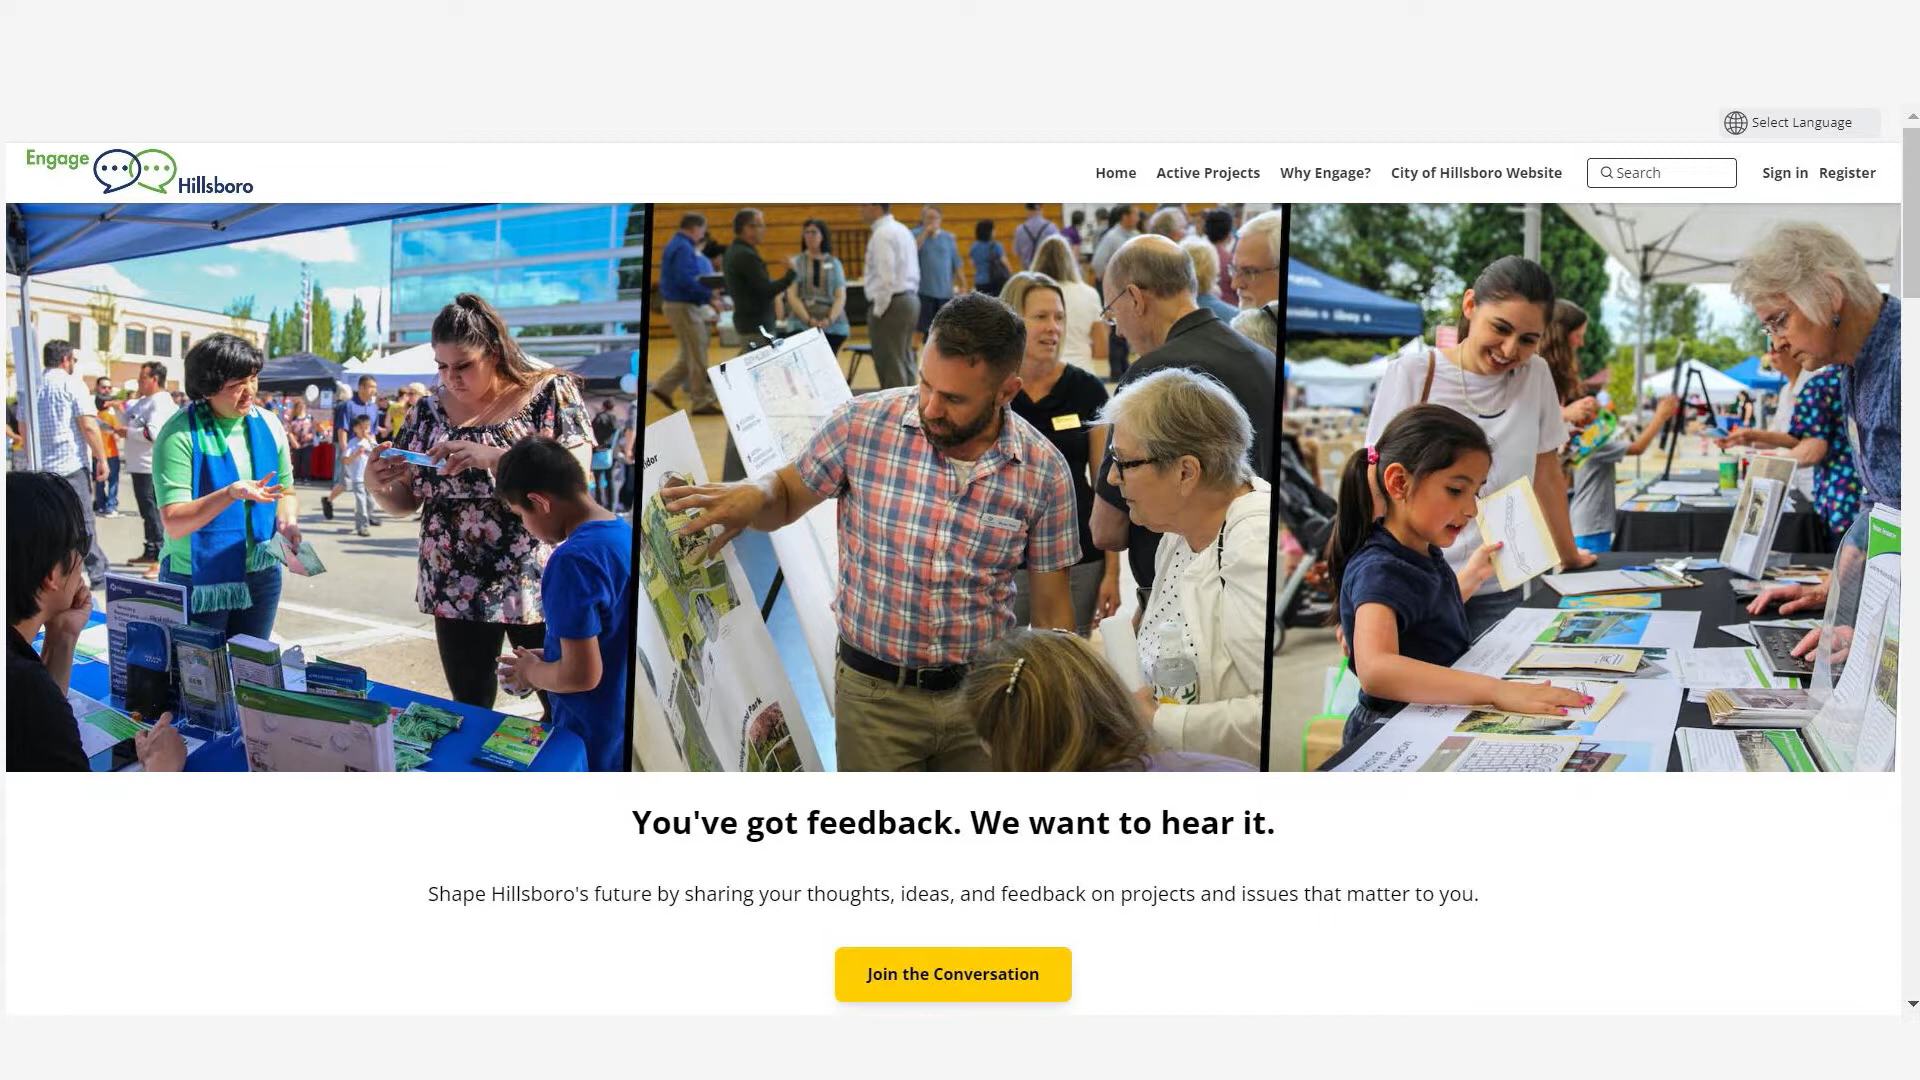 Select Language
Engage Hillsboro
Home Active Projects Why Engage? City of Hillsboro Website Search Sign in Register
You've got feedback. We want to hear it.
Shape Hillsboro's future by sharing your thoughts, ideas, and feedback on projects and issues that matter to you.
Join the Conversation